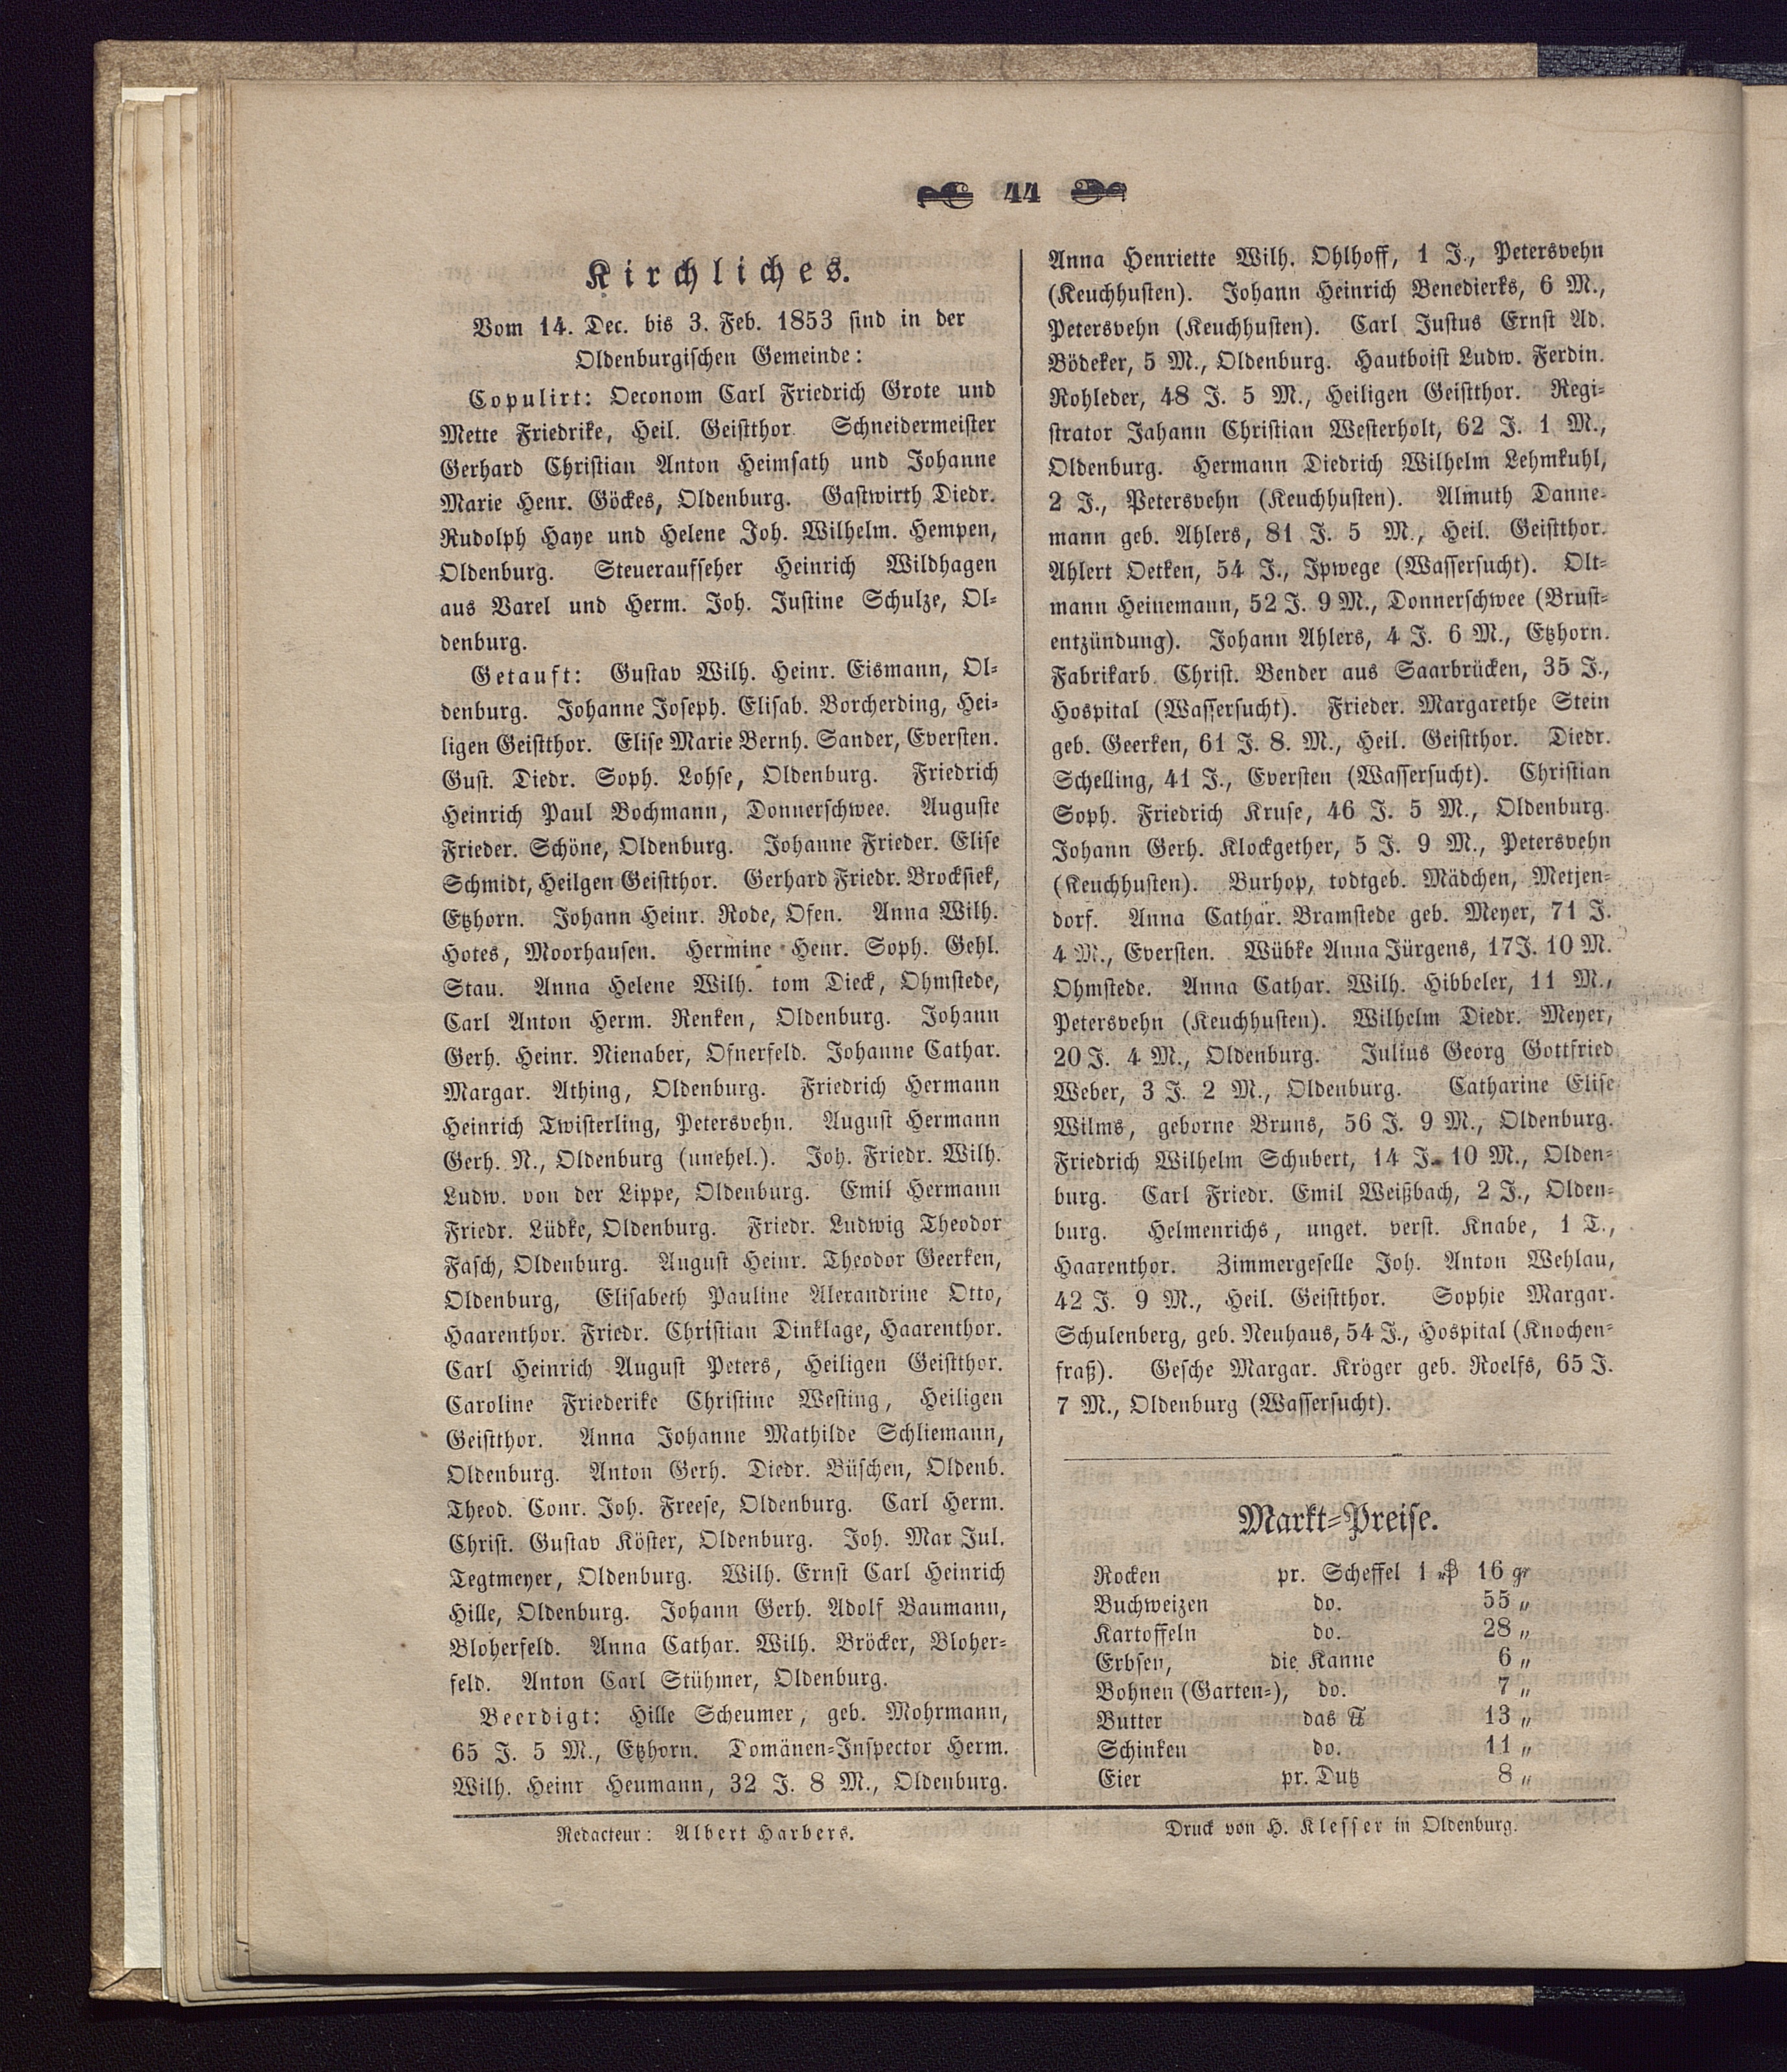 44
Kirchliches.
Vom 14. Dec. bis 3. Feb. 1853 sind in der
Oldenburgischen Gemeinde:
Copulirt: Oeconom Carl Friedrich Grote und
Mette Friedrike, Heil. Geistthor. Schneidermeister
Gerhard Christian Anton Heimsath und Johanne
Marie Henr. Göckes, Oldenburg. Gastwirth Diedr.
Rudolph Haye und Helene Joh. Wilhelm. Hempen,
Oldenburg. Steueraufseher Heinrich Wildhagen
aus Varel und Herm. Joh. Justine Schulze, Ol-
denburg.
Getauft: Gustav Wilh. Heinr. Eismann, Ol-
denburg. Johanne Joseph. Elisab. Borcherding, Hei-
ligen Geistthor. Elise Marie Bernh. Sander, Eversten.
Gust. Diedr. Soph. Lohse, Oldenburg. Friedrich
Heinrich Paul Bochmann, Donnerschwee. Auguste
Frieder. Schöne, Oldenburg. Johanne Frieder. Elise
Schmidt, Heilgen Geistthor. Gerhard Friedr. Brocksiek,
Etzhorn. Johann Heinr. Rode, Ofen. Anna Wilh.
Hotes, Moorhausen. Hermine Henr. Soph. Gehl.
Stau. Anna Helene Wilh. tom Dieck, Ohmstede,
Carl Anton Herm. Renken, Oldenburg. Johann
Gerh. Heinr. Nienaber, Ofnerfeld. Johanne Cathar.
Margar. Athing, Oldenburg. Friedrich Hermann
Heinrich Twisterling, Petersvehn. August Hermann
Gerh. N., Oldenburg (unehel.). Joh. Friedr. Wilh.
Ludw. von der Lippe, Oldenburg. Emil Hermann
Friedr. Lüdke, Oldenburg. Friedr. Ludwig Theodor
Fasch, Oldenburg. August Heinr. Theodor Geerken,
Oldenburg, Elisabeth Pauline Alexandrine Otto,
Haarenthor. Friedr. Christian Dinklage, Haarenthor.
Carl Heinrich August Peters, Heiligen Geistthor.
Caroline Friederike Christine Westing, Heiligen
Geistthor. Anna Johanne Mathilde Schliemann,
Oldenburg. Anton Gerh. Diedr. Büschen, Oldenb.
Theod. Conr. Joh. Freese, Oldenburg. Carl Herm.
Christ. Gustav Köster, Oldenburg. Joh. Max Jul.
Tegtmeyer, Oldenburg. Wilh. Ernst Carl Heinrich
Hille, Oldenburg. Johann Gerh. Adolf Baumann,
Bloherfeld. Anna Cathar. Wilh. Bröcker, Bloher-
feld. Anton Carl Stühmer, Oldenburg.
Beerdigt: Hille Scheumer, geb. Mohrmann,
65 J. 5 M., Etzhorn. Domänen-Inspector Herm.
Wilh. Heinr Heumann, 32 J. 8 M., Oldenburg.
Anna Henriette Wilh. Ohlhoff, 1 J., Petersvehn
(Keuchhusten). Johann Heinrich Benedierks, 6 M.,
Petersvehn (Keuchhusten). Carl Justus Ernst Ad.
Bödeker, 5 M., Oldenburg. Hautboist Ludw. Ferdin.
Rohleder, 48 J. 5 M., Heiligen Geistthor. Regi-
strator Jahann Christian Westerholt, 62 J. 1 M.,
Oldenburg. Hermann Diedrich Wilhelm Lehmkuhl,
2 J., Petersvehn (Keuchhusten). Almuth Danne-
mann geb. Ahlers, 81 J. 5 M., Heil. Geistthor.
Ahlert Oetken, 54 J., Ipwege (Wassersucht). Olt-
mann Heinemann, 52 J. 9 M., Donnerschwee (Brust-
entzündung). Johann Ahlers, 4 J. 6 M., Etzhorn.
Fabrikarb. Christ. Bender aus Saarbrücken, 35 J.,
Hospital (Wassersucht). Frieder. Margarethe Stein
geb. Geerken, 61 J. 8. M., Heil. Geistthor. Diedr.
Schelling, 41 J., Eversten (Wassersucht). Christian
Soph. Friedrich Kruse, 46 J. 5 M., Oldenburg.
Johann Gerh. Klockgether, 5 J. 9 M., Petersvehn
(Keuchhusten). Burhop, todtgeb. Mädchen, Metjen-
dorf. Anna Cathar. Bramstede geb. Meyer, 71 J.
4 M., Eversten. Wübke Anna Jürgens, 17 J. 10 M.
Ohmstede. Anna Cathar. Wilh. Hibbeler, 11 M.,
Petersvehn (Keuchhusten). Wilhelm Diedr. Meyer,
20 J. 4 M., Oldenburg. Julius Georg Gottfried
Weber, 3 J. 2 M., Oldenburg. Catharine Elise
Wilms, geborne Bruns, 56 J. 9 M., Oldenburg.
Friedrich Wilhelm Schubert, 14 J. 10 M., Olden-
burg. Carl Friedr. Emil Weißbach, 2 J., Olden-
burg. Helmenrichs, unget. verst. Knabe, 1 T.,
Haarenthor. Zimmergeselle Joh. Anton Wehlau,
42 J. 9 M., Heil. Geistthor. Sophie Margar.
Schulenberg, geb. Neuhaus, 54 J., Hospital (Knochen-
fraß). Gesche Margar. Kröger geb. Roelfs, 65 J.
7 M., Oldenburg (Wassersucht).
Markt-Preise.
Rocken pr. Scheffel 1 ₰ 16 gr
Buchweizen do. 55 "
Kartoffeln do. 28 "
Erbsen, die Kanne 6 "
Bohnen (Garten-), do. 7 "
Butter das ℔ 13 "
Schinken do. 11 "
Eier pr. Dutz 8 "
Redacteur: Albert Harbers.
Druck von H. Klesser in Oldenburg.